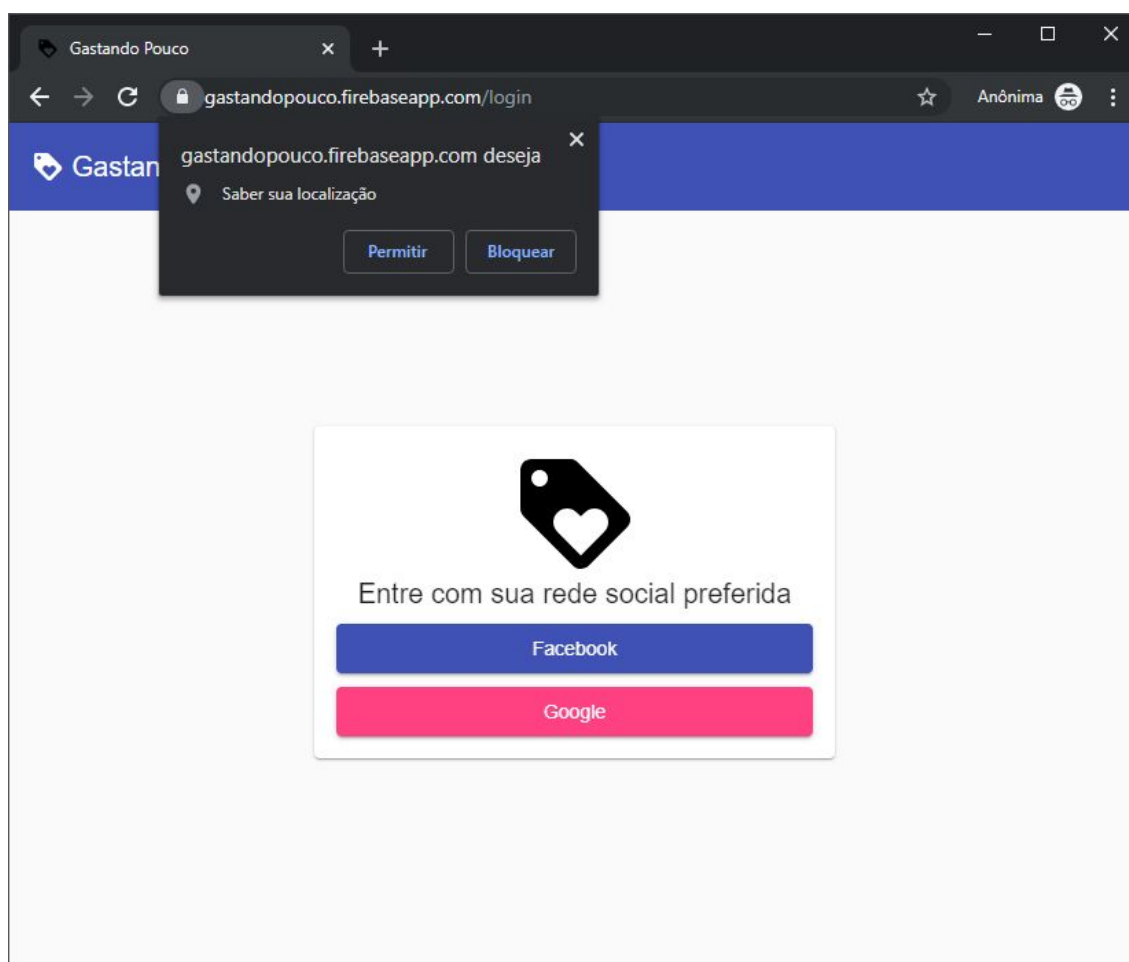 Gastando Pouco
gastandopouco.firebaseapp.com/login
Anônima
Gastan
gastandopouco.firebaseapp.com deseja
Saber sua localização
Permitir
Bloquear
Entre com sua rede social preferida
Facebook
Google